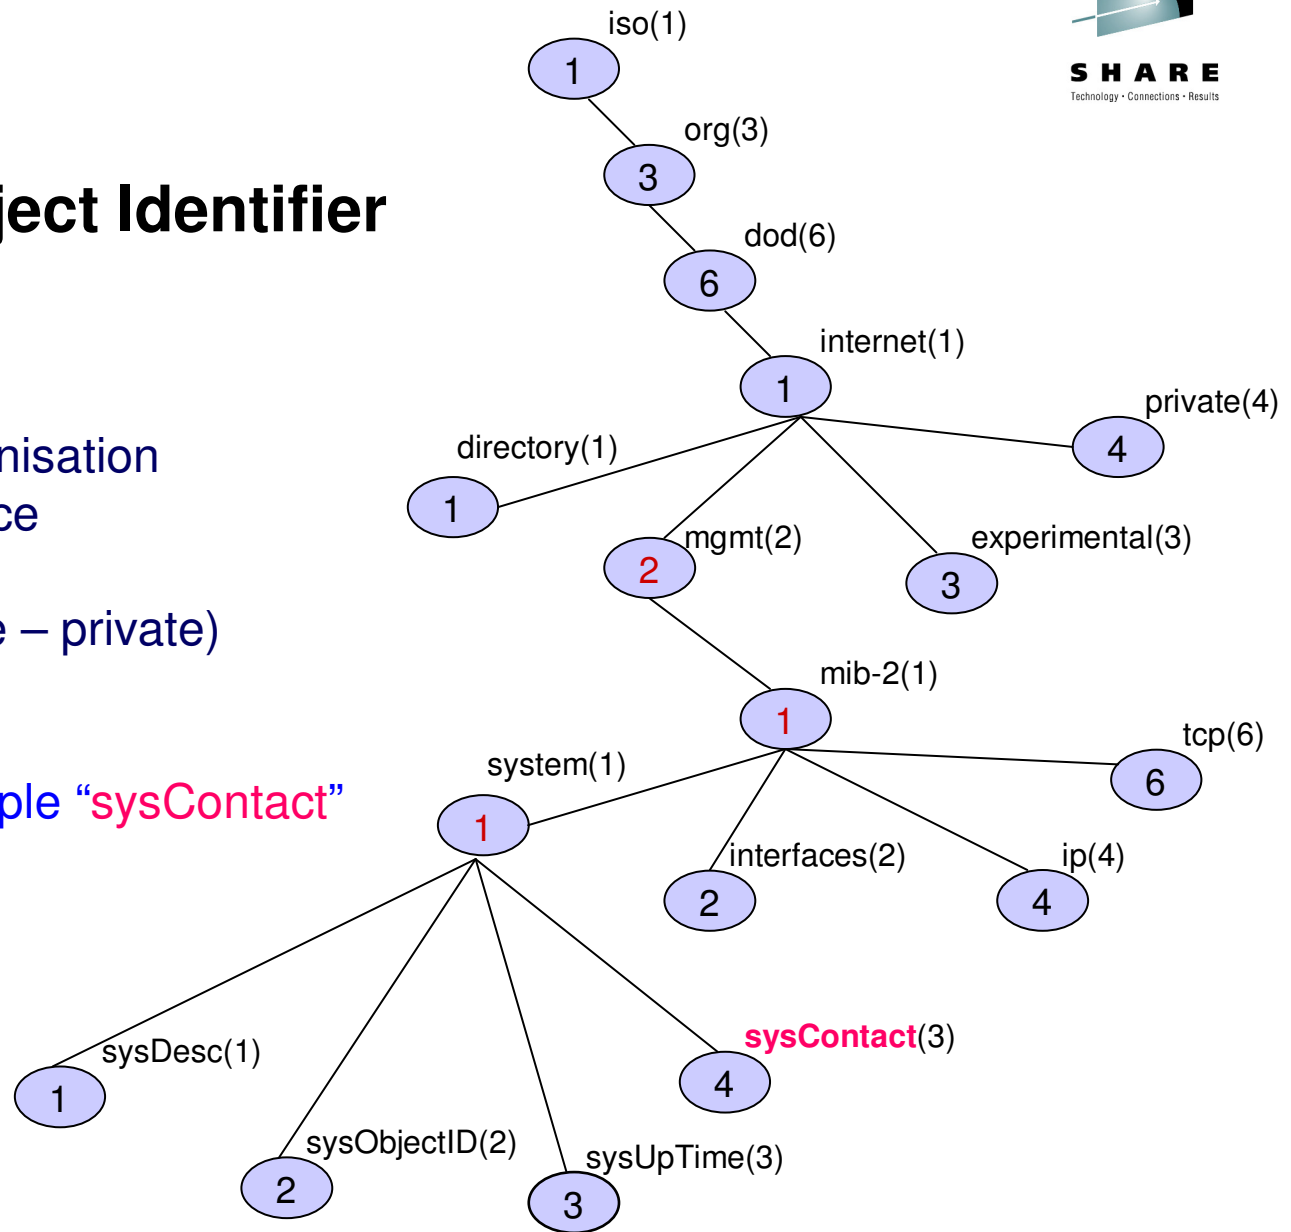 iso(1)
1
SHARE
Technology • Connections • Results
org(3)
3
ject Identifier
dod(6)
6
internet(1)
1
private(4)
4
nisation
directory(1)
1
ce
mgmt(2)
2
experimental(3)
3
e – private)
mib-2(1)
1
tcp(6)
6
system(1)
1
ple “sysContact”
interfaces(2)
2
ip(4)
4
sysContact(3)
4
sysDesc(1)
1
sysObjectID(2)
2
sysUpTime(3)
3